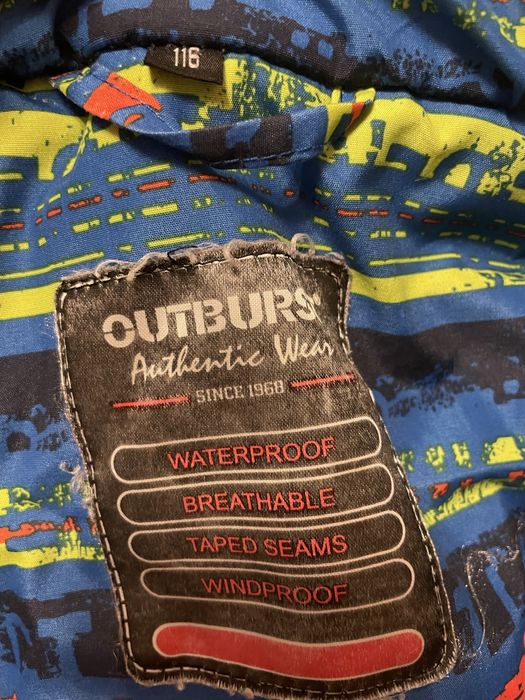 116
OUTBURST
Authentic Wear
SINCE 1968
WATERPROOF
BREATHABLE
TAPED SEAMS
WINDPROOF